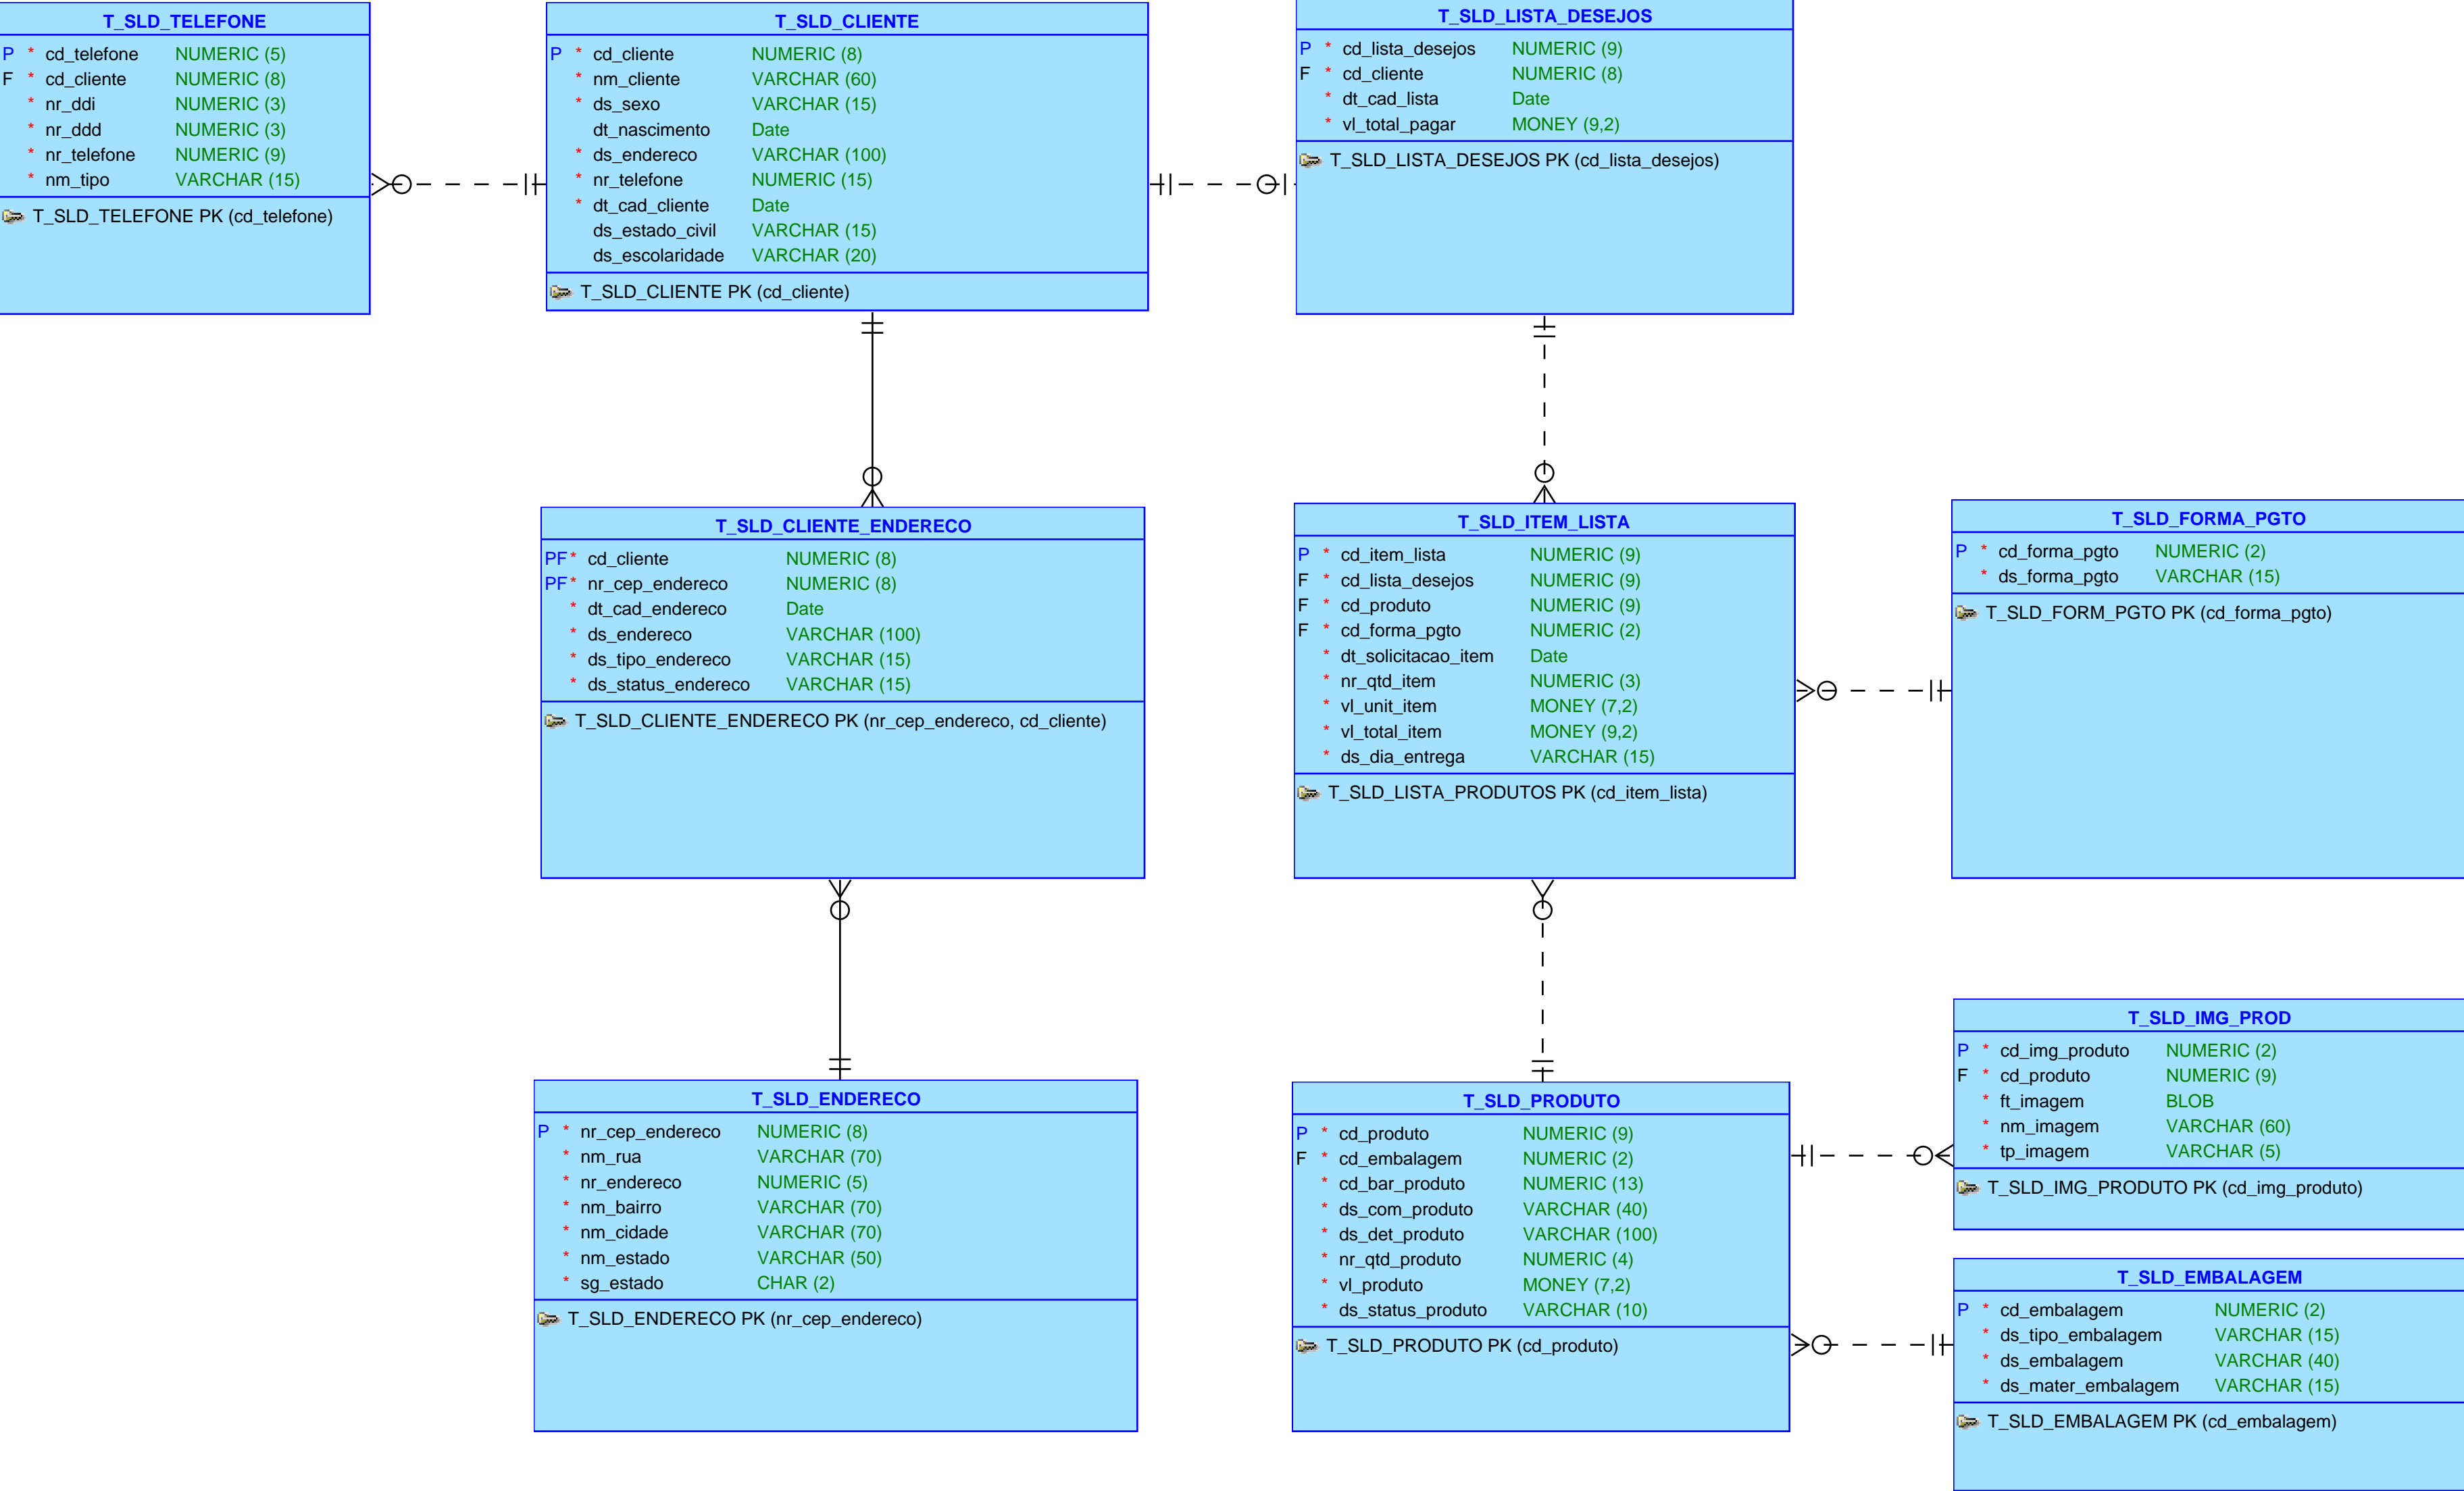 T_SLD_TELEFONE
P * cd_telefone NUMERIC (5)
F * cd_cliente NUMERIC (8)
* nr_ddi NUMERIC (3)
* nr_ddd NUMERIC (3)
* nr_telefone NUMERIC (9)
* nm_tipo VARCHAR (15)
T_SLD_TELEFONE PK (cd_telefone)
T_SLD_CLIENTE
P * cd_cliente NUMERIC (8)
* nm_cliente VARCHAR (60)
* ds_sexo VARCHAR (15)
dt_nascimento Date
* ds_endereco VARCHAR (100)
* nr_telefone NUMERIC (15)
* dt_cad_cliente Date
ds_estado_civil VARCHAR (15)
ds_escolaridade VARCHAR (20)
T_SLD_CLIENTE PK (cd_cliente)
T_SLD_LISTA_DESEJOS
P * cd_lista_desejos NUMERIC (9)
F * cd_cliente NUMERIC (8)
* dt_cad_lista Date
* vl_total_pagar MONEY (9,2)
T_SLD_LISTA_DESEJOS PK (cd_lista_desejos)
T_SLD_CLIENTE_ENDERECO
PF * cd_cliente NUMERIC (8)
PF * nr_cep_endereco NUMERIC (8)
* dt_cad_endereco Date
* ds_endereco VARCHAR (100)
* ds_tipo_endereco VARCHAR (15)
* ds_status_endereco VARCHAR (15)
T_SLD_CLIENTE_ENDERECO PK (nr_cep_endereco, cd_cliente)
T_SLD_ITEM_LISTA
P * cd_item_lista NUMERIC (9)
F * cd_lista_desejos NUMERIC (9)
F * cd_produto NUMERIC (9)
F * cd_forma_pgto NUMERIC (2)
* dt_solicitacao_item Date
* nr_qtd_item NUMERIC (3)
* vl_unit_item MONEY (7,2)
* vl_total_item MONEY (9,2)
* ds_dia_entrega VARCHAR (15)
T_SLD_LISTA_PRODUTOS PK (cd_item_lista)
T_SLD_FORMA_PGTO
P * cd_forma_pgto NUMERIC (2)
* ds_forma_pgto VARCHAR (15)
T_SLD_FORM_PGTO PK (cd_forma_pgto)
T_SLD_ENDERECO
P * nr_cep_endereco NUMERIC (8)
* nm_rua VARCHAR (70)
* nr_endereco NUMERIC (5)
* nm_bairro VARCHAR (70)
* nm_cidade VARCHAR (70)
* nm_estado VARCHAR (50)
* sg_estado CHAR (2)
T_SLD_ENDERECO PK (nr_cep_endereco)
T_SLD_PRODUTO
P * cd_produto NUMERIC (9)
F * cd_embalagem NUMERIC (2)
* cd_bar_produto NUMERIC (13)
* ds_com_produto VARCHAR (40)
* ds_det_produto VARCHAR (100)
* nr_qtd_produto NUMERIC (4)
* vl_produto MONEY (7,2)
* ds_status_produto VARCHAR (10)
T_SLD_PRODUTO PK (cd_produto)
T_SLD_IMG_PROD
P * cd_img_produto NUMERIC (2)
F * cd_produto NUMERIC (9)
* ft_imagem BLOB
* nm_imagem VARCHAR (60)
* tp_imagem VARCHAR (5)
T_SLD_IMG_PRODUTO PK (cd_img_produto)
T_SLD_EMBALAGEM
P * cd_embalagem NUMERIC (2)
* ds_tipo_embalagem VARCHAR (15)
* ds_embalagem VARCHAR (40)
* ds_mater_embalagem VARCHAR (15)
T_SLD_EMBALAGEM PK (cd_embalagem)